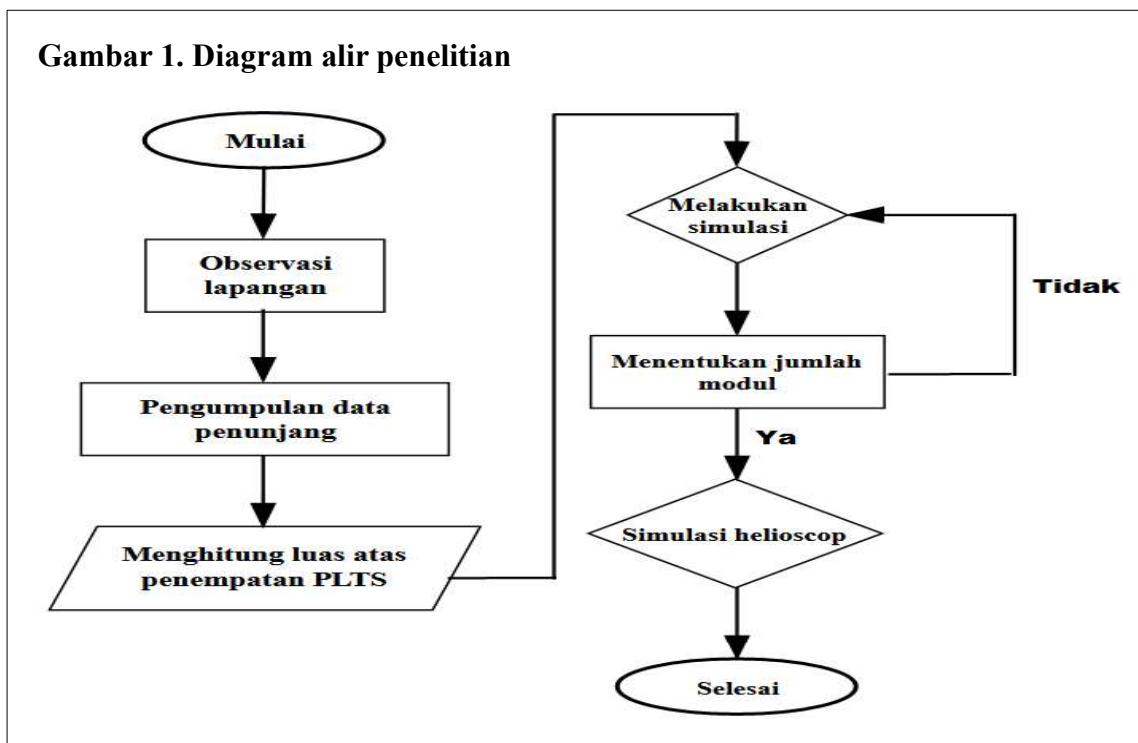 Gambar 1. Diagram alir penelitian
Mulai
Observasi
lapangan
Pengumpulan data
penunjang
Menghitung luas atas
penempatan PLTS
Melakukan
simulasi
Tidak
Menentukan jumlah
modul
Ya
Simulasi helioscop
Selesai